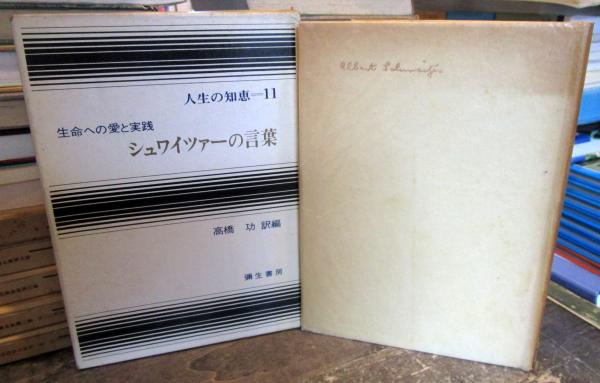 人生の知恵=11
生命への愛と実践
シュワイツァーの言葉
高橋 功 訳編
彌生書房
Albert Schweitzer